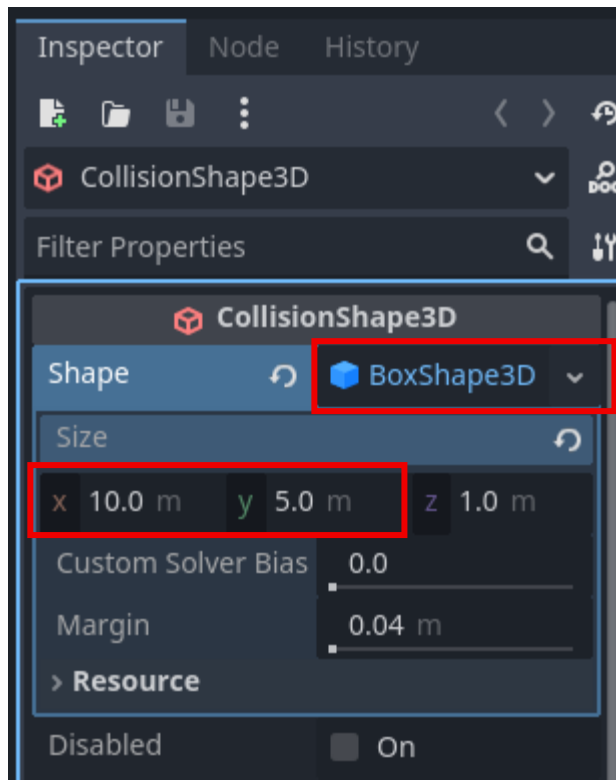 Inspector Node History
CollisionShape3D
DOC
Filter Properties
CollisionShape3D
Shape BoxShape3D
Size
x 10.0 m y 5.0 m z 1.0 m
Custom Solver Bias 0.0
Margin 0.04 m
Resource
Disabled On